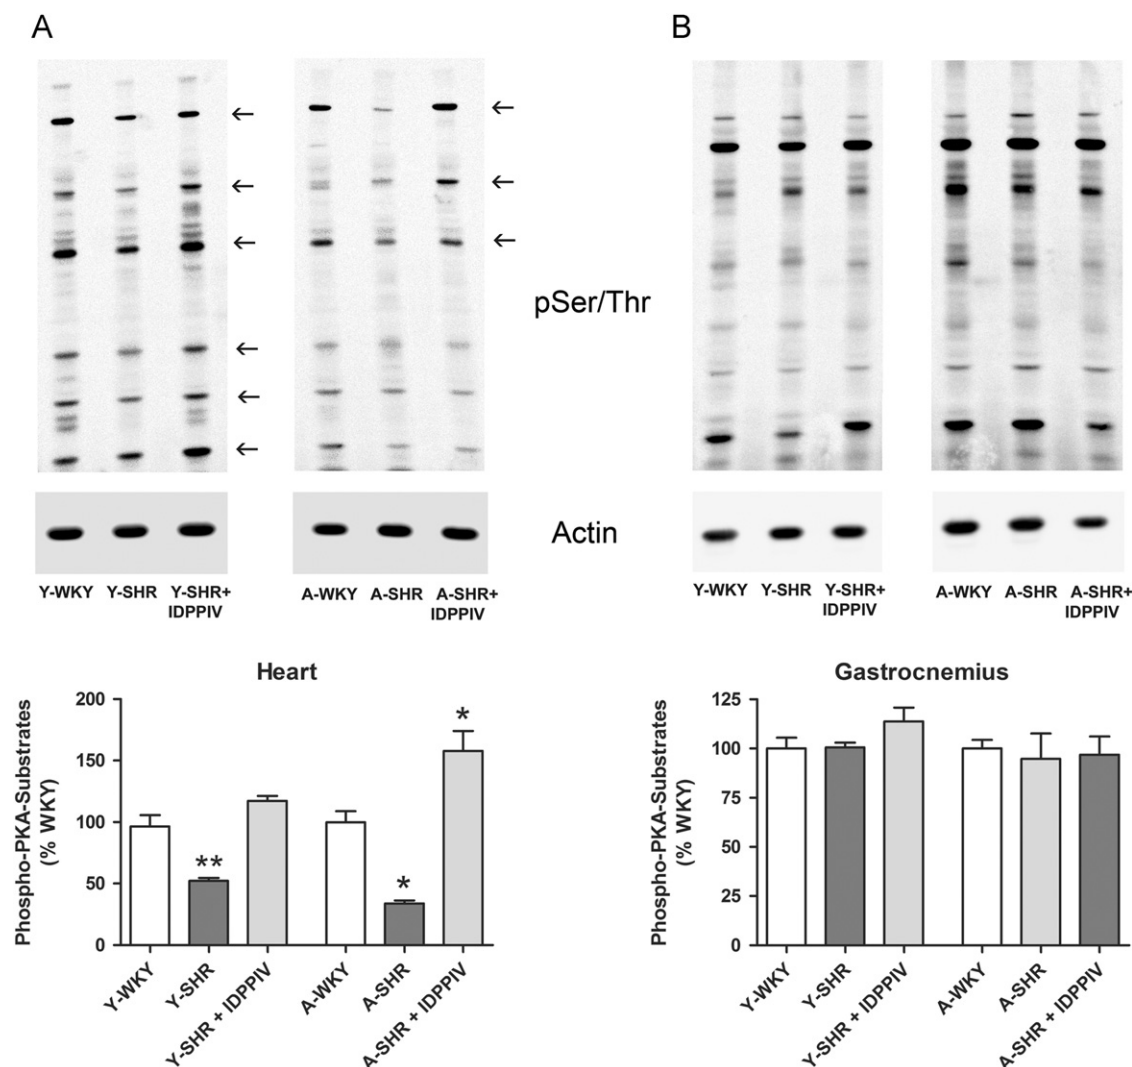 A
B
pSer/Thr
Actin
Y-WKY Y-SHR Y-SHR+
IDPPIV
A-WKY A-SHR A-SHR+
IDPPIV
Y-WKY Y-SHR Y-SHR+
IDPPIV
A-WKY A-SHR A-SHR+
IDPPIV
Heart
Phospho-PKA-Substrates
(% WKY)
200
150
100
50
0
**
*
*
Y-WKY
Y-SHR
Y-SHR + IDPPIV
A-WKY
A-SHR
A-SHR + IDPPIV
Gastrocnemius
Phospho-PKA-Substrates
(% WKY)
125
100
75
50
25
0
Y-WKY
Y-SHR
Y-SHR + IDPPIV
A-WKY
A-SHR
A-SHR + IDPPIV